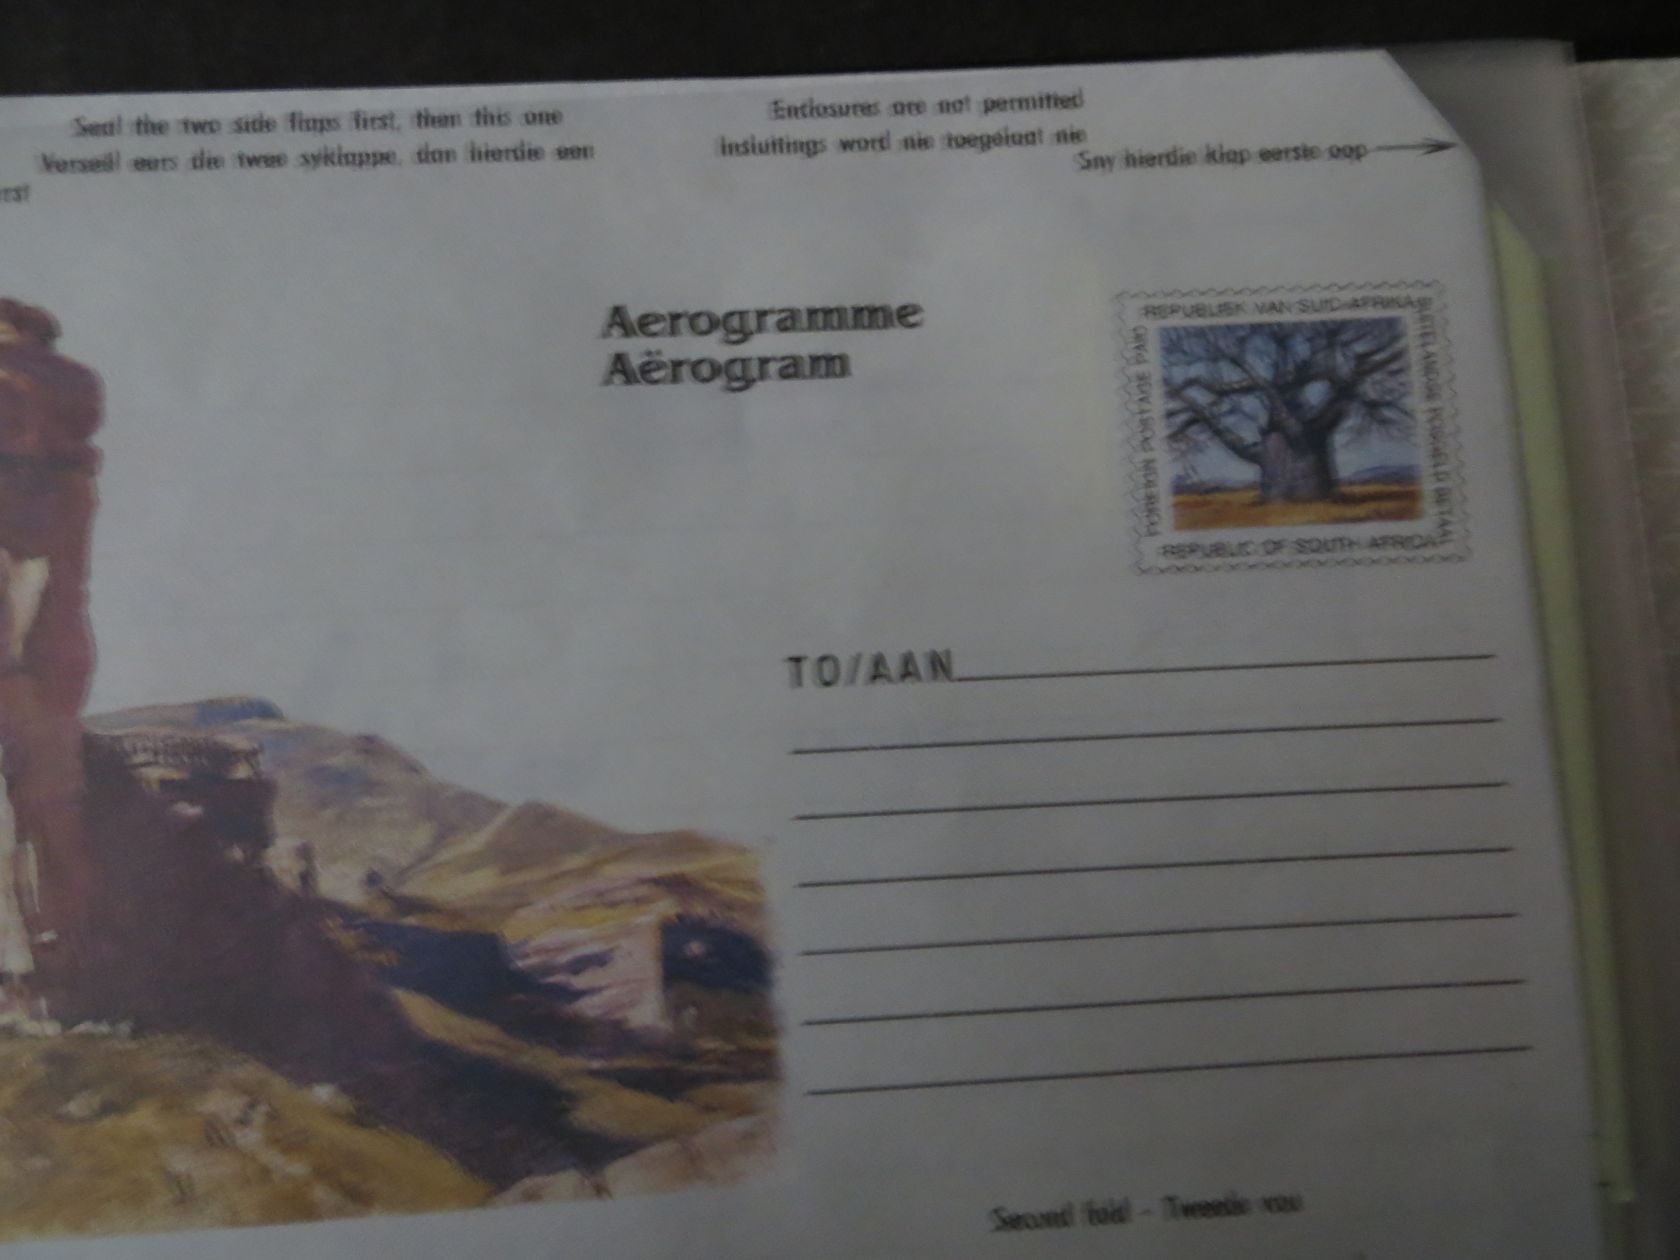 Seal the two side flaps first, then this one
Verseël eers die twee syklappe, dan hierdie een
Enclosures are not permitted
Insluitings word nie toegelaat nie
Sny hierdie klap eerste oop
Aerogramme
Aërogram
REPUBLIEK VAN SUID-AFRIKA
FOREIGN POSTAGE PAID
BUITELANDSE POSGELD BETAAL
REPUBLIC OF SOUTH AFRICA
TO/AAN
Second fold - Tweede vou